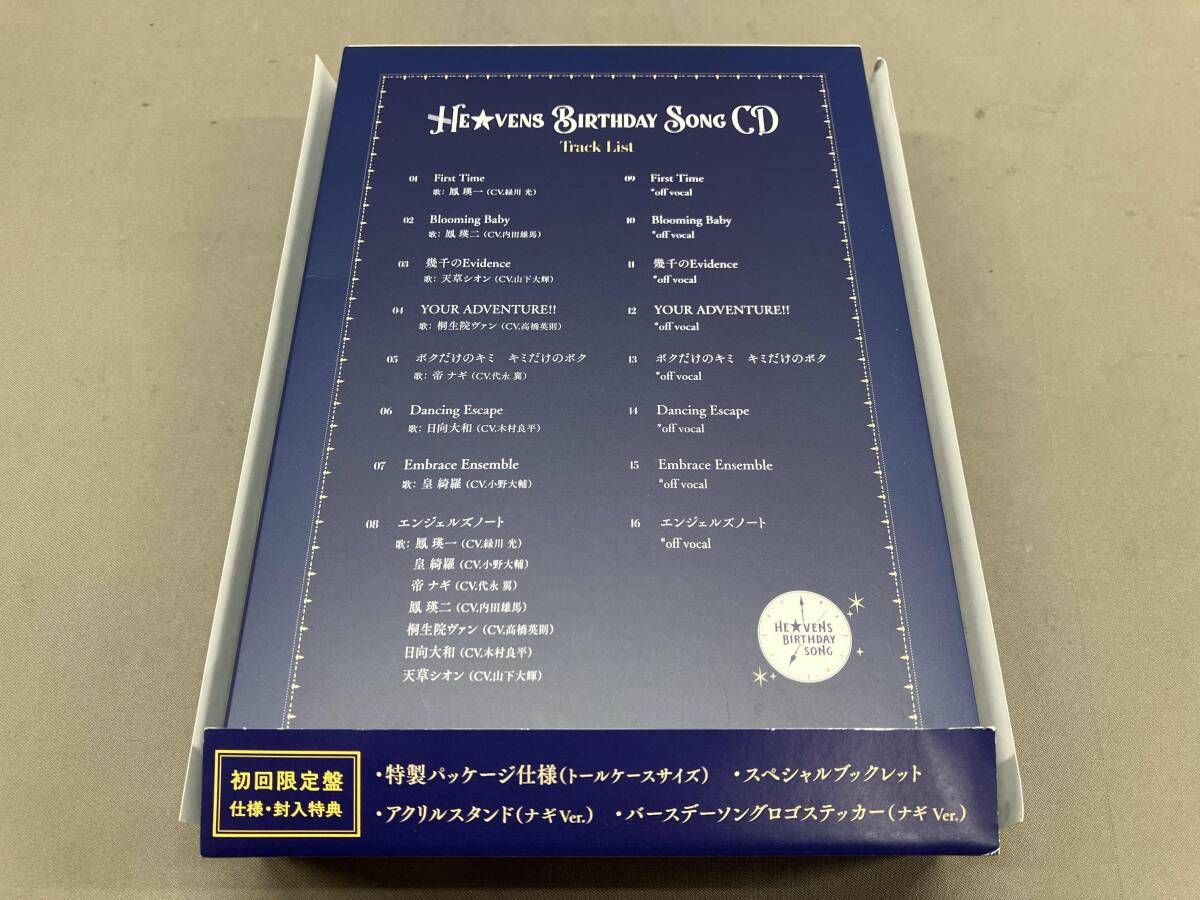 HE★VENS BIRTHDAY SONG CD
Track List
01 First Time
歌: 鳳 瑛一 (CV.緑川 光)
02 Blooming Baby
歌: 鳳 瑛二 (CV.内田雄馬)
03 幾千のEvidence
歌: 天草シオン (CV.山下大輝)
04 YOUR ADVENTURE!!
歌: 桐生院ヴァン (CV.高橋英則)
05 ボクだけのキミ キミだけのボク
歌: 帝 ナギ (CV.代永 翼)
06 Dancing Escape
歌: 日向大和 (CV.木村良平)
07 Embrace Ensemble
歌: 皇 綺羅 (CV.小野大輔)
08 エンジェルズノート
歌: 鳳 瑛一 (CV.緑川 光)
皇 綺羅 (CV.小野大輔)
帝 ナギ (CV.代永 翼)
鳳 瑛二 (CV.内田雄馬)
桐生院ヴァン (CV.高橋英則)
日向大和 (CV.木村良平)
天草シオン (CV.山下大輝)
09 First Time
*off vocal
10 Blooming Baby
*off vocal
11 幾千のEvidence
*off vocal
12 YOUR ADVENTURE!!
*off vocal
13 ボクだけのキミ キミだけのボク
*off vocal
14 Dancing Escape
*off vocal
15 Embrace Ensemble
*off vocal
16 エンジェルズノート
*off vocal
HE★VENS
BIRTHDAY
SONG
初回限定盤
仕様・封入特典
・特製パッケージ仕様(トールケースサイズ) ・スペシャルブックレット
・アクリルスタンド(ナギ Ver.) ・バースデーソングロゴステッカー(ナギ Ver.)